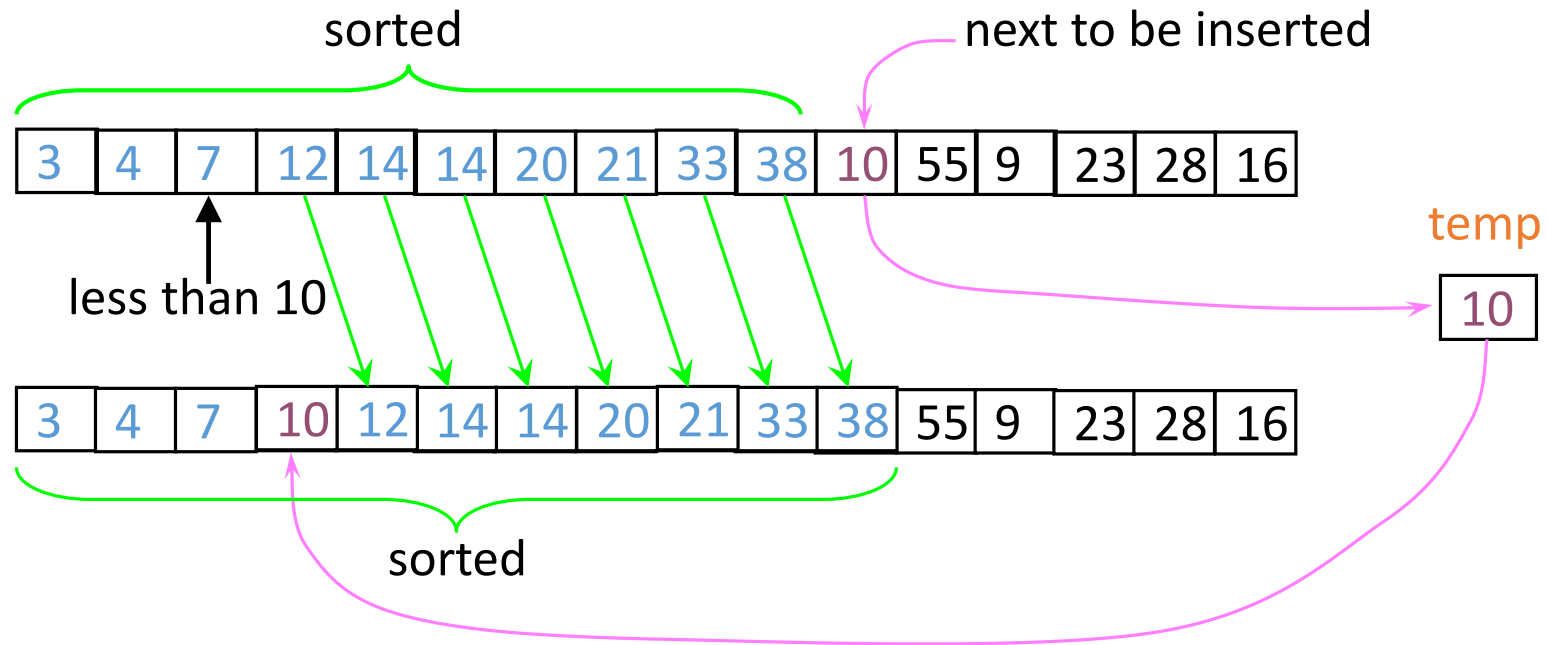 sorted
next to be inserted
3 4 7 12 14 14 20 21 33 38 10 55 9 23 28 16
temp
less than 10
10
3 4 7 10 12 14 14 20 21 33 38 55 9 23 28 16
sorted